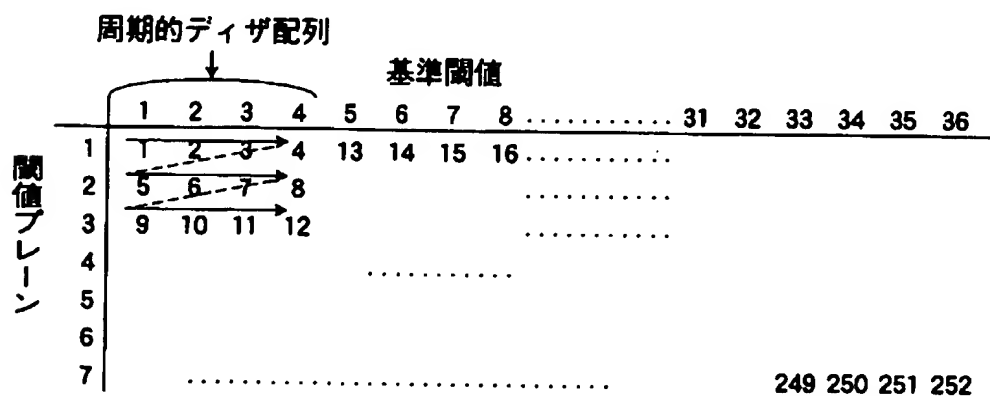 周期的ディザ配列
基準閾値
1 2 3 4 5 6 7 8 ............ 31 32 33 34 35 36
閾値プレーン
1 1 2 3 4 13 14 15 16 ...........
2 5 6 7 8 ...........
3 9 10 11 12 ...........
4 ...........
5
6
7 ................................. 249 250 251 252